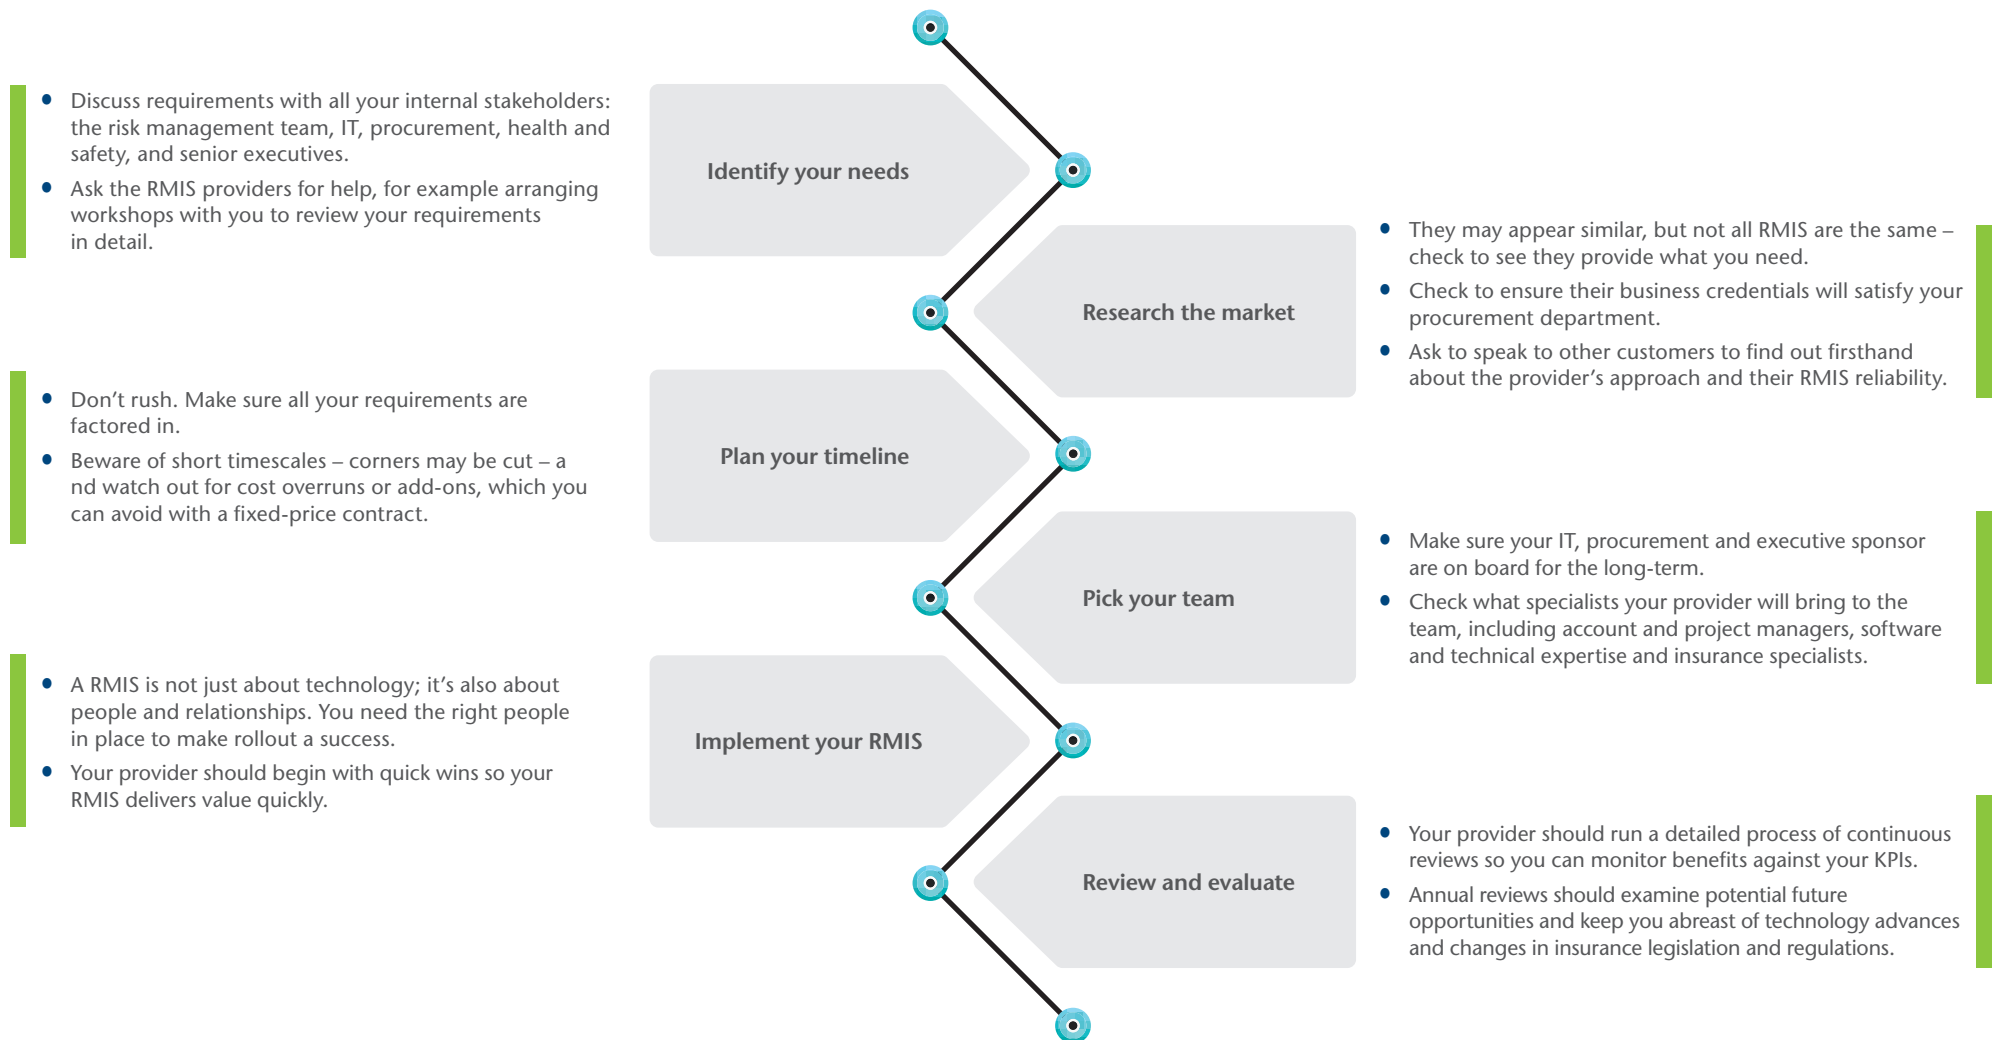 • Discuss requirements with all your internal stakeholders:
the risk management team, IT, procurement, health and
safety, and senior executives.
• Ask the RMIS providers for help, for example arranging
workshops with you to review your requirements
in detail.
Identify your needs
Research the market
• They may appear similar, but not all RMIS are the same –
check to see they provide what you need.
• Check to ensure their business credentials will satisfy your
procurement department.
• Ask to speak to other customers to find out firsthand
about the provider’s approach and their RMIS reliability.
• Don’t rush. Make sure all your requirements are
factored in.
• Beware of short timescales – corners may be cut – a
nd watch out for cost overruns or add-ons, which you
can avoid with a fixed-price contract.
Plan your timeline
Pick your team
• Make sure your IT, procurement and executive sponsor
are on board for the long-term.
• Check what specialists your provider will bring to the
team, including account and project managers, software
and technical expertise and insurance specialists.
• A RMIS is not just about technology; it’s also about
people and relationships. You need the right people
in place to make rollout a success.
• Your provider should begin with quick wins so your
RMIS delivers value quickly.
Implement your RMIS
Review and evaluate
• Your provider should run a detailed process of continuous
reviews so you can monitor benefits against your KPIs.
• Annual reviews should examine potential future
opportunities and keep you abreast of technology advances
and changes in insurance legislation and regulations.